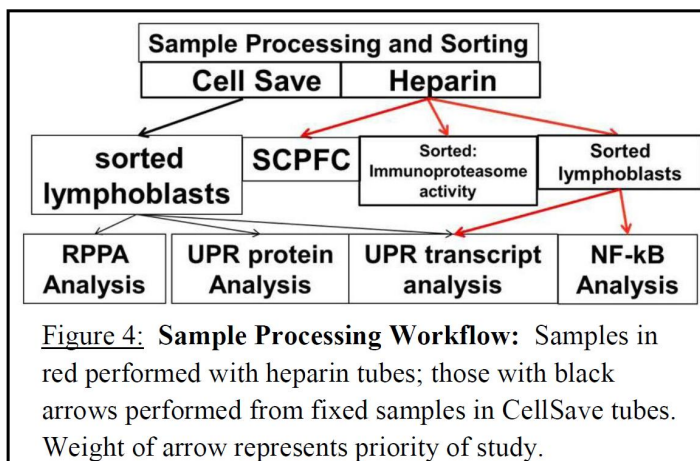 Sample Processing and Sorting
Cell Save
Heparin
sorted
lymphoblasts
SCPFC
Sorted:
Immunoproteasome
activity
Sorted
lymphoblasts
RPPA
Analysis
UPR protein
Analysis
UPR transcript
analysis
NF-kB
Analysis
Figure 4: Sample Processing Workflow: Samples in
red performed with heparin tubes; those with black
arrows performed from fixed samples in CellSave tubes.
Weight of arrow represents priority of study.